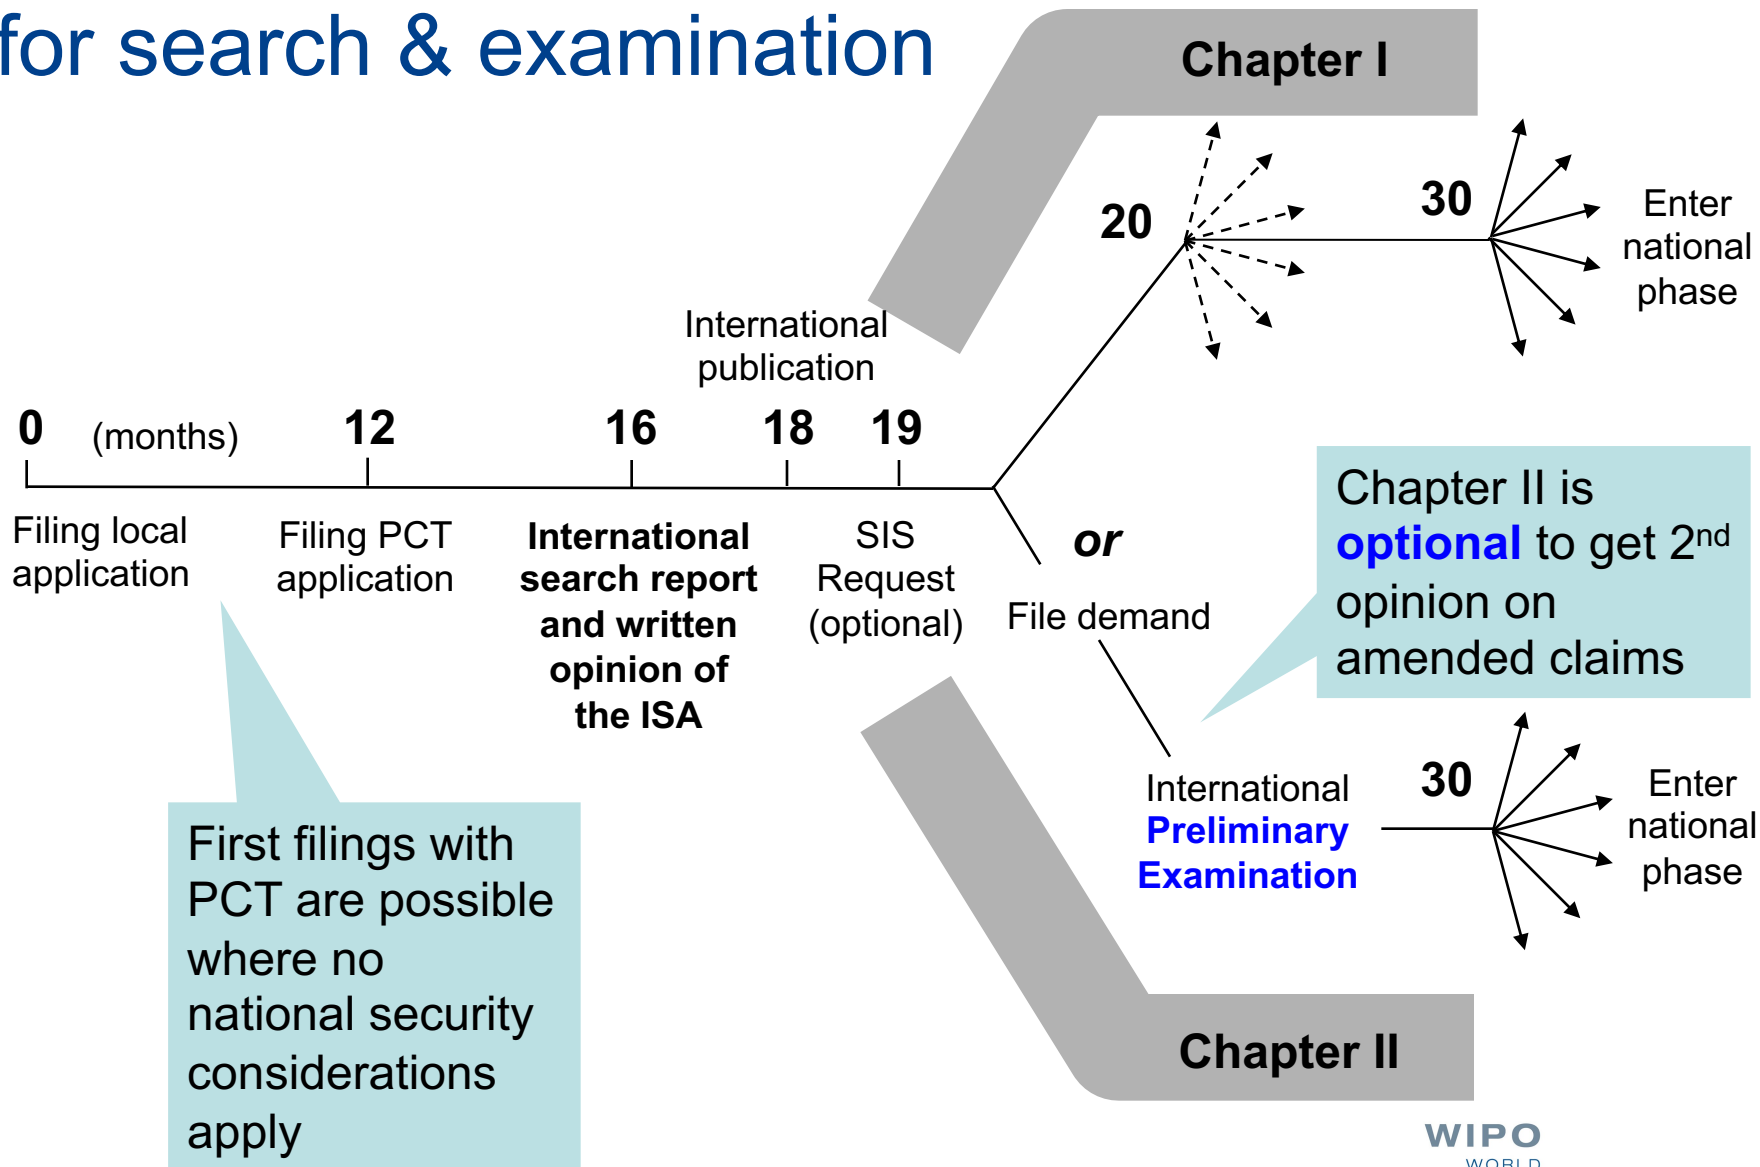 for search & examination
Chapter I
20
30
Enter
national
phase
International
publication
0
(months)
12
16
18
19
Filing local
application
Filing PCT
application
International
search report
and written
opinion of
the ISA
SIS
Request
(optional)
or
File demand
Chapter II is
optional to get 2nd
opinion on
amended claims
International
Preliminary
Examination
30
Enter
national
phase
First filings with
PCT are possible
where no
national security
considerations
apply
Chapter II
WIPO
WORLD